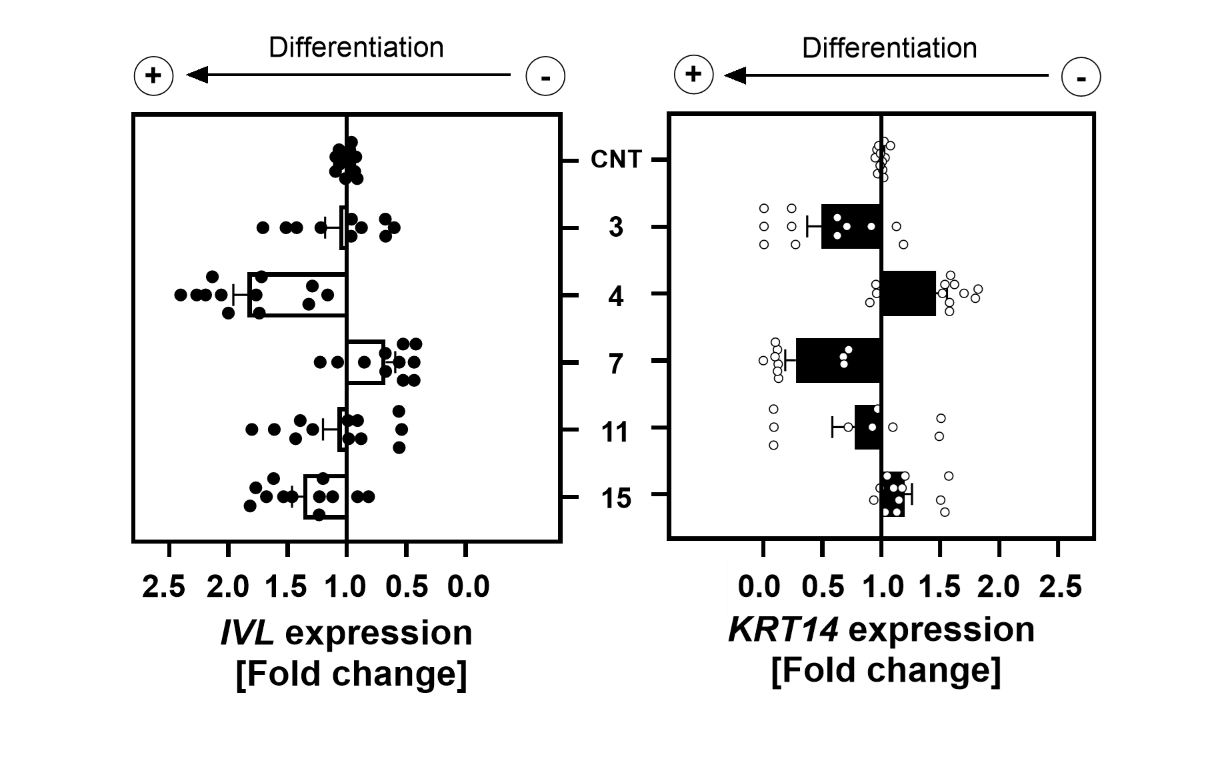 Differentiation
+ -
Differentiation
+ -
CNT
3
4
7
11
15
2.5 2.0 1.5 1.0 0.5 0.0
IVL expression
[Fold change]
0.0 0.5 1.0 1.5 2.0 2.5
KRT14 expression
[Fold change]